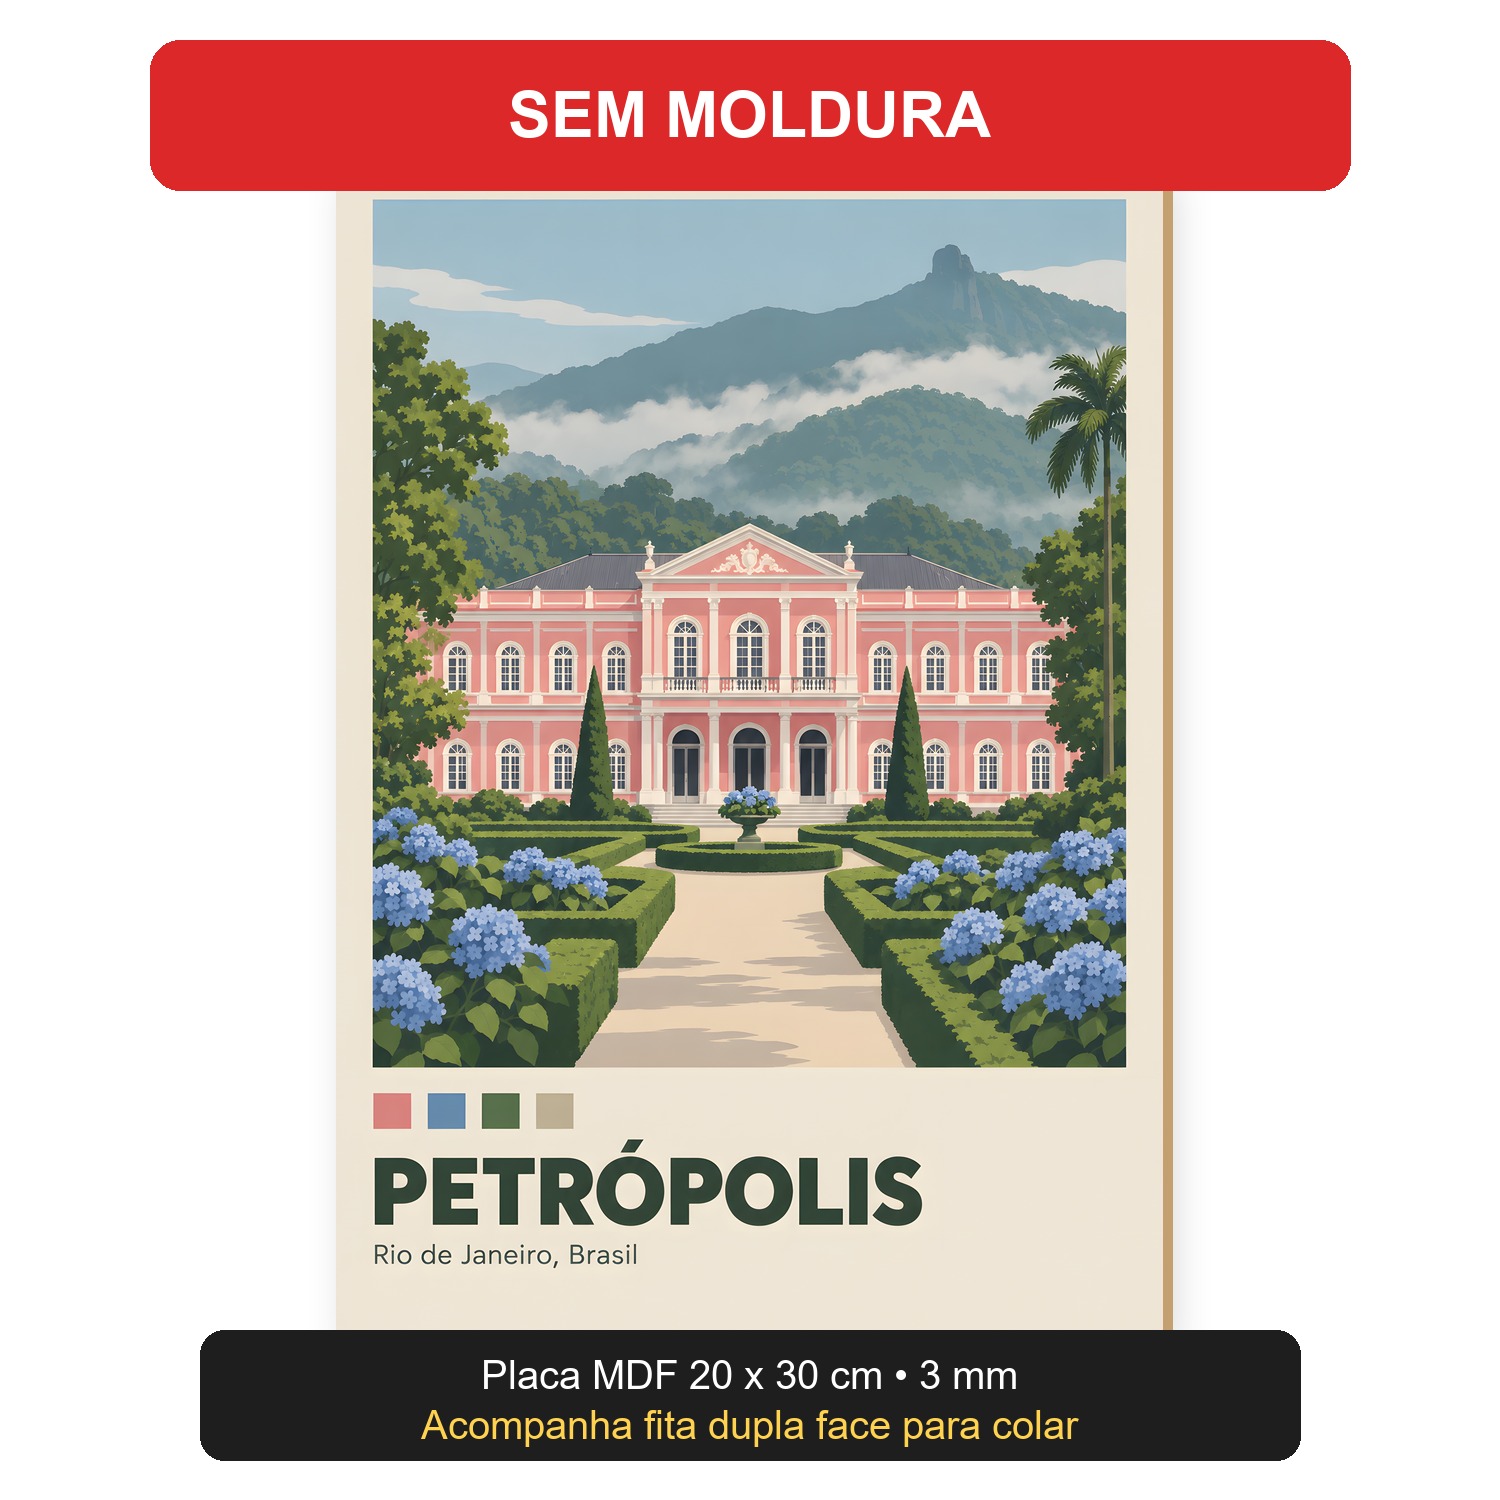 SEM MOLDURA
PETRÓPOLIS
Rio de Janeiro, Brasil
Placa MDF 20 x 30 cm • 3 mm
Acompanha fita dupla face para colar